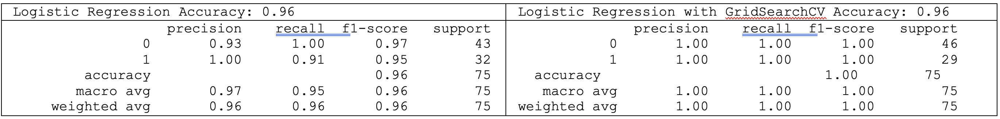 Logistic Regression Accuracy: 0.96
precision recall f1-score support
0 0.93 1.00 0.97 43
1 1.00 0.91 0.95 32
accuracy 0.96 75
macro avg 0.97 0.95 0.96 75
weighted avg 0.96 0.96 0.96 75
Logistic Regression with GridSearchCV Accuracy: 0.96
precision recall f1-score support
0 1.00 1.00 1.00 46
1 1.00 1.00 1.00 29
accuracy 1.00 75
macro avg 1.00 1.00 1.00 75
weighted avg 1.00 1.00 1.00 75